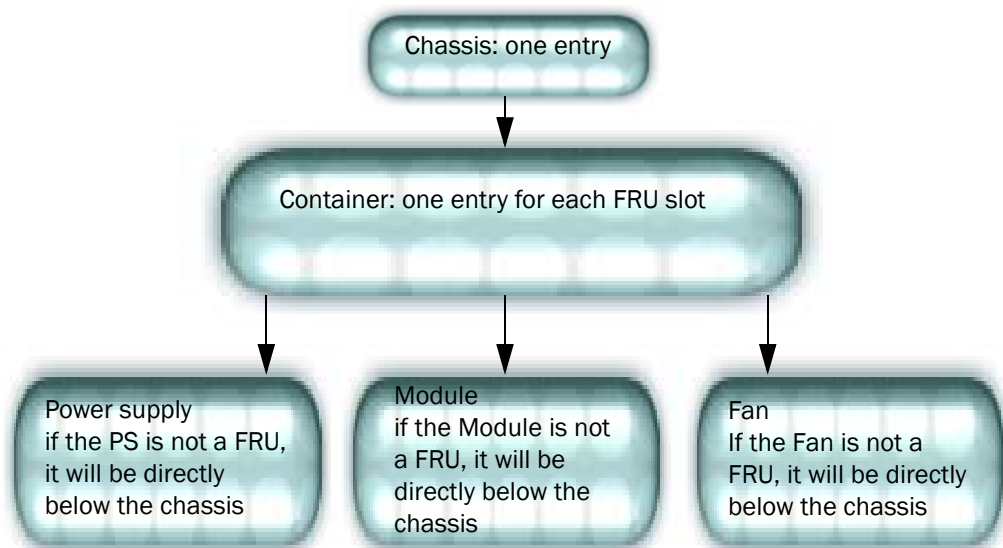 Chassis: one entry
Container: one entry for each FRU slot
Power supply
if the PS is not a FRU,
it will be directly
below the chassis
Module
if the Module is not
a FRU, it will be
directly below the
chassis
Fan
If the Fan is not a
FRU, it will be directly
below the chassis